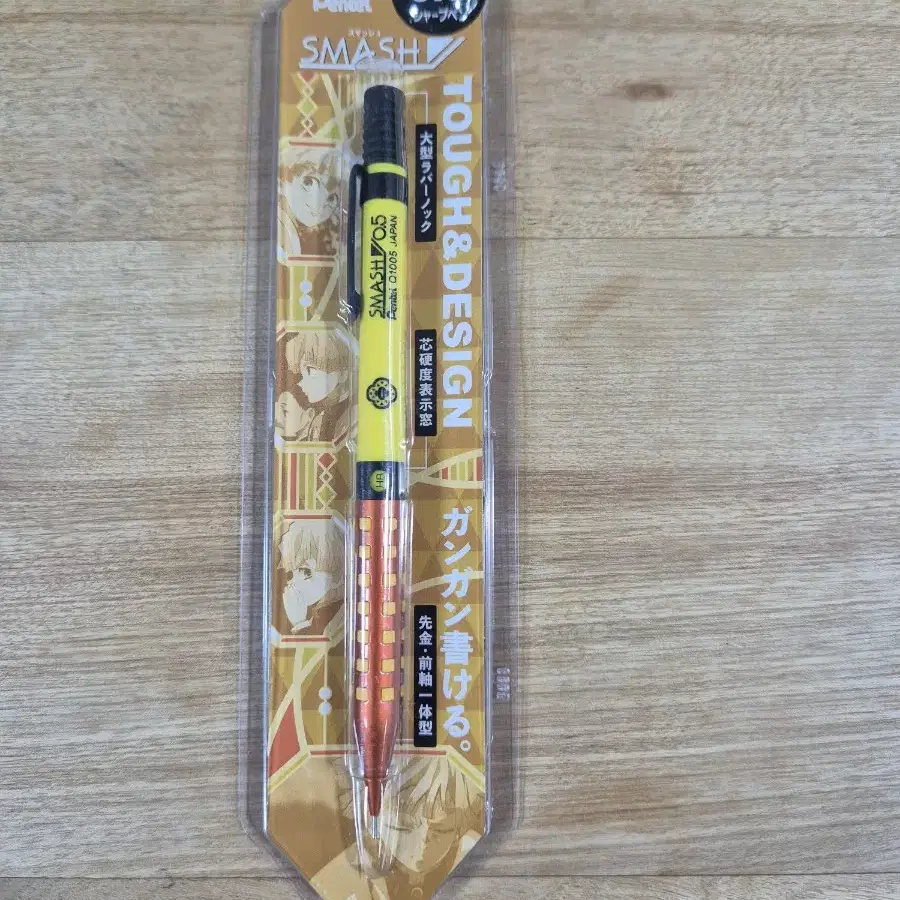 Pentel
シャープペン
スマッシュ
SMASH
TOUGH&DESIGN
大型ラバーノック
SMASH 0.5
Pentel Q1005 JAPAN
芯硬度表示窓
HB
ガンガン書ける。
先金・前軸一体型